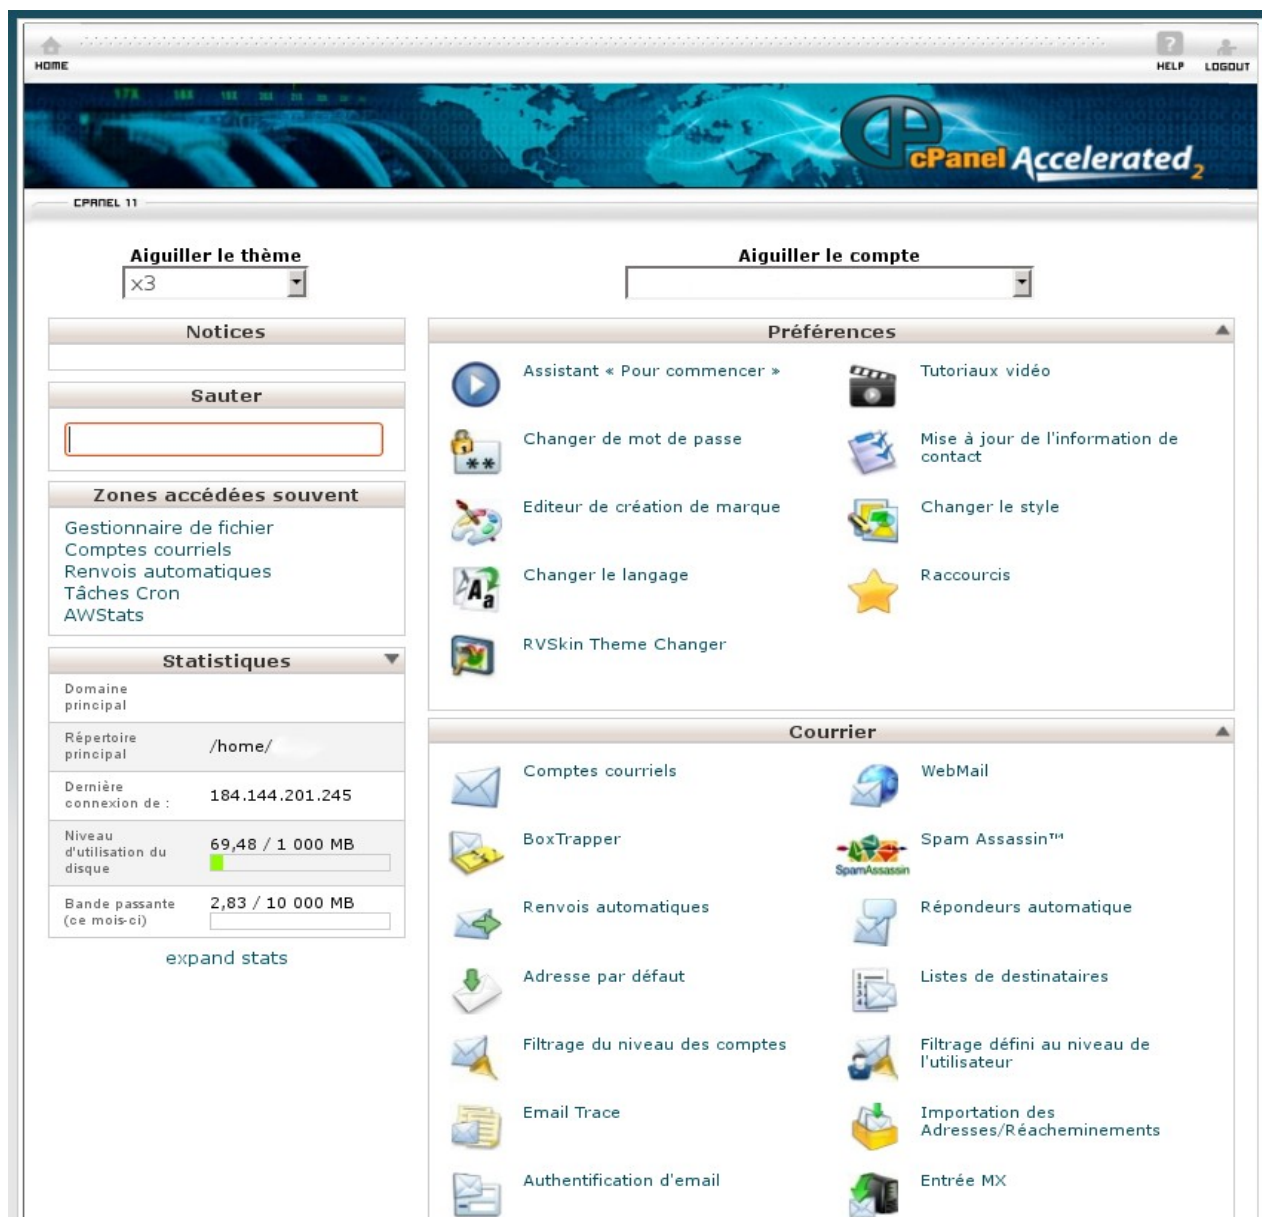 HOME
HELP
LOGOUT
17X 18X 19X 20X
cPanel Accelerated2
CPANEL 11
Aiguiller le thème
x3
Aiguiller le compte
Notices
Sauter
Zones accédées souvent
Gestionnaire de fichier
Comptes courriels
Renvois automatiques
Tâches Cron
AWStats
Statistiques
Domaine
principal
Répertoire
principal
/home/
Dernière
connexion de :
184.144.201.245
Niveau
d'utilisation du
disque
69,48 / 1 000 MB
Bande passante
(ce mois-ci)
2,83 / 10 000 MB
expand stats
Préférences
Assistant « Pour commencer »
Tutoriaux vidéo
Changer de mot de passe
Mise à jour de l'information de
contact
Editeur de création de marque
Changer le style
Changer le langage
Raccourcis
RVSkin Theme Changer
Courrier
Comptes courriels
WebMail
BoxTrapper
SpamAssassin
Spam Assassin™
Renvois automatiques
Répondeurs automatique
Adresse par défaut
Listes de destinataires
Filtrage du niveau des comptes
Filtrage défini au niveau de
l'utilisateur
Email Trace
Importation des
Adresses/Réacheminements
Authentification d'email
Entrée MX